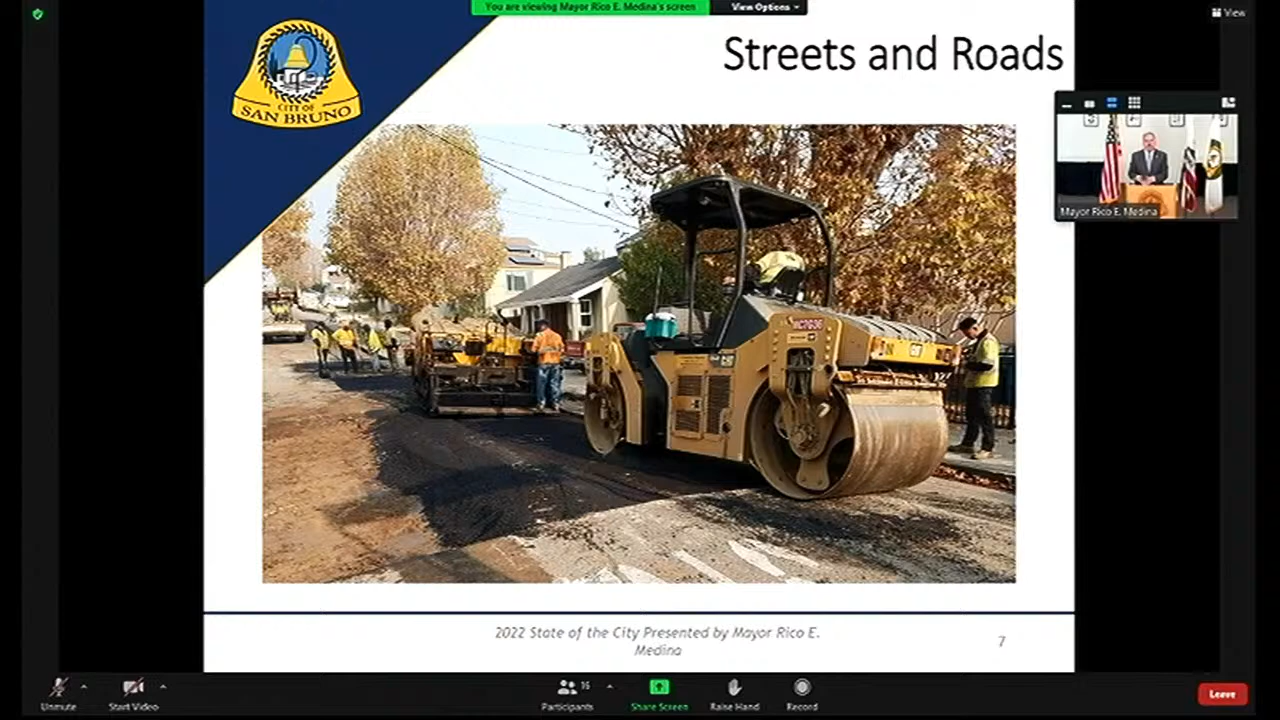 You are viewing Mayor Rico E. Medina's screen
View Options
View
Streets and Roads
CITY OF
SAN BRUNO
Mayor Rico E. Medina
CAT
2022 State of the City Presented by Mayor Rico E.
Medina
7
Unmute
Start Video
16
Participants
Share Screen
Raise Hand
Record
Leave